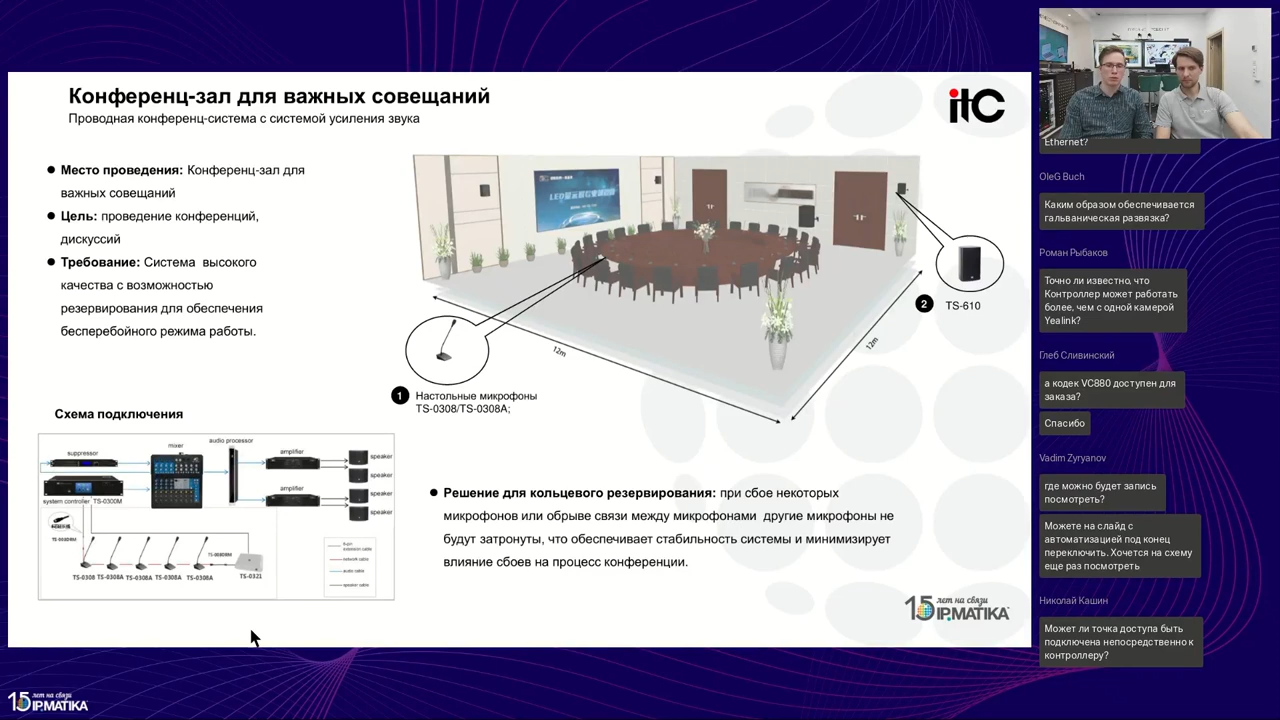 Конференц-зал для важных совещаний
Проводная конференц-система с системой усиления звука
itc
● Место проведения: Конференц-зал для
важных совещаний
● Цель: проведение конференций,
дискуссий
● Требование: Система высокого
качества с возможностью
резервирования для обеспечения
бесперебойного режима работы.
12m
12m
1 Настольные микрофоны
TS-0308/TS-0308A;
2 TS-610
Схема подключения
suppressor
mixer
audio processor
amplifier
speaker
speaker
system controller TS-0300M
amplifier
speaker
speaker
TS-0308 TS-0308A TS-0308A TS-0308A TS-0308A
TS-0321
network cable
audio cable
speaker cable
● Решение для кольцевого резервирования: при сбое некоторых
микрофонов или обрыве связи между микрофонами другие микрофоны не
будут затронуты, что обеспечивает стабильность системы и минимизирует
влияние сбоев на процесс конференции.
15 лет на связи
IPMATIKA
15 лет на связи
IPMATIKA
Ethernet?
OleG Buch
Каким образом обеспечивается
гальваническая развязка?
Роман Рыбаков
Точно ли известно, что
Контроллер может работать
более, чем с одной камерой
Yealink?
Глеб Сливинский
а кодек VC880 доступен для
заказа?
Спасибо
Vadim Zyryanov
где можно будет запись
посмотреть?
Можете на слайд с
автоматизацией под конец
переключить. Хочется на схему
еще раз посмотреть
Николай Кашин
Может ли точка доступа быть
подключена непосредственно к
контроллеру?